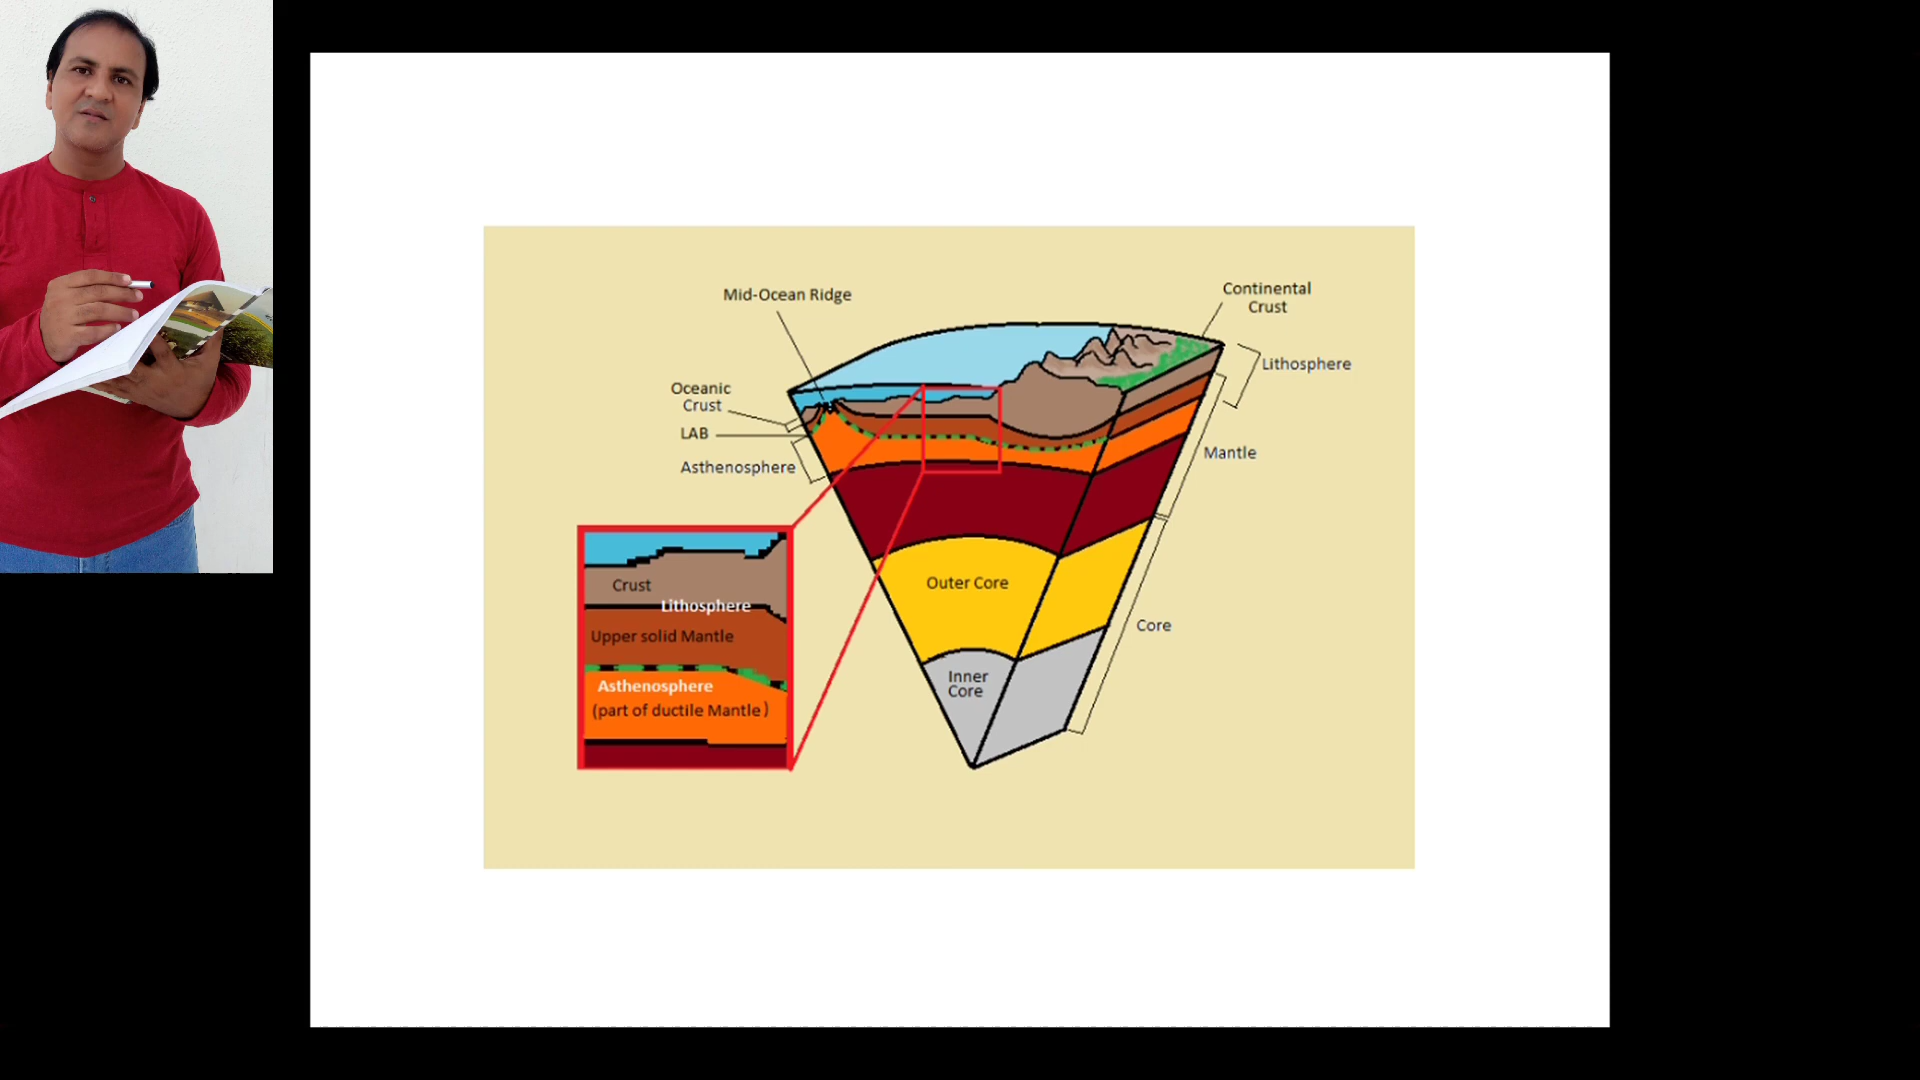 Mid-Ocean Ridge
Continental
Crust
Lithosphere
Oceanic
Crust
LAB
Asthenosphere
Mantle
Crust
Lithosphere
Upper solid Mantle
Asthenosphere
(part of ductile Mantle)
Outer Core
Inner
Core
Core